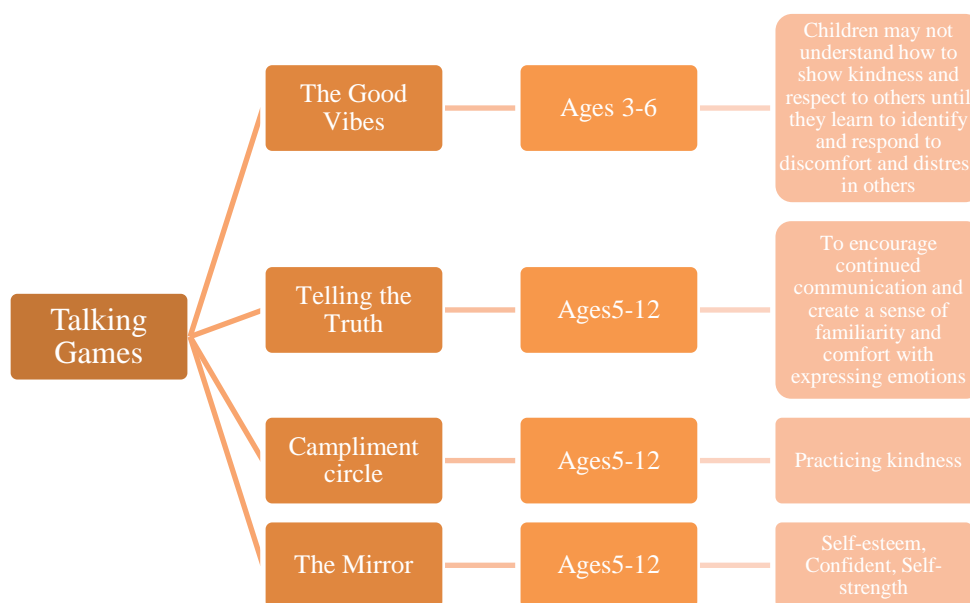 Talking
Games
The Good
Vibes
Ages 3-6
Children may not
understand how to
show kindness and
respect to others until
they learn to identify
and respond to
discomfort and distress
in others
Telling the
Truth
Ages5-12
To encourage
continued
communication and
create a sense of
familiarity and
comfort with
expressing emotions
Campliment
circle
Ages5-12
Practicing kindness
The Mirror
Ages5-12
Self-esteem,
Confident, Self-
strength